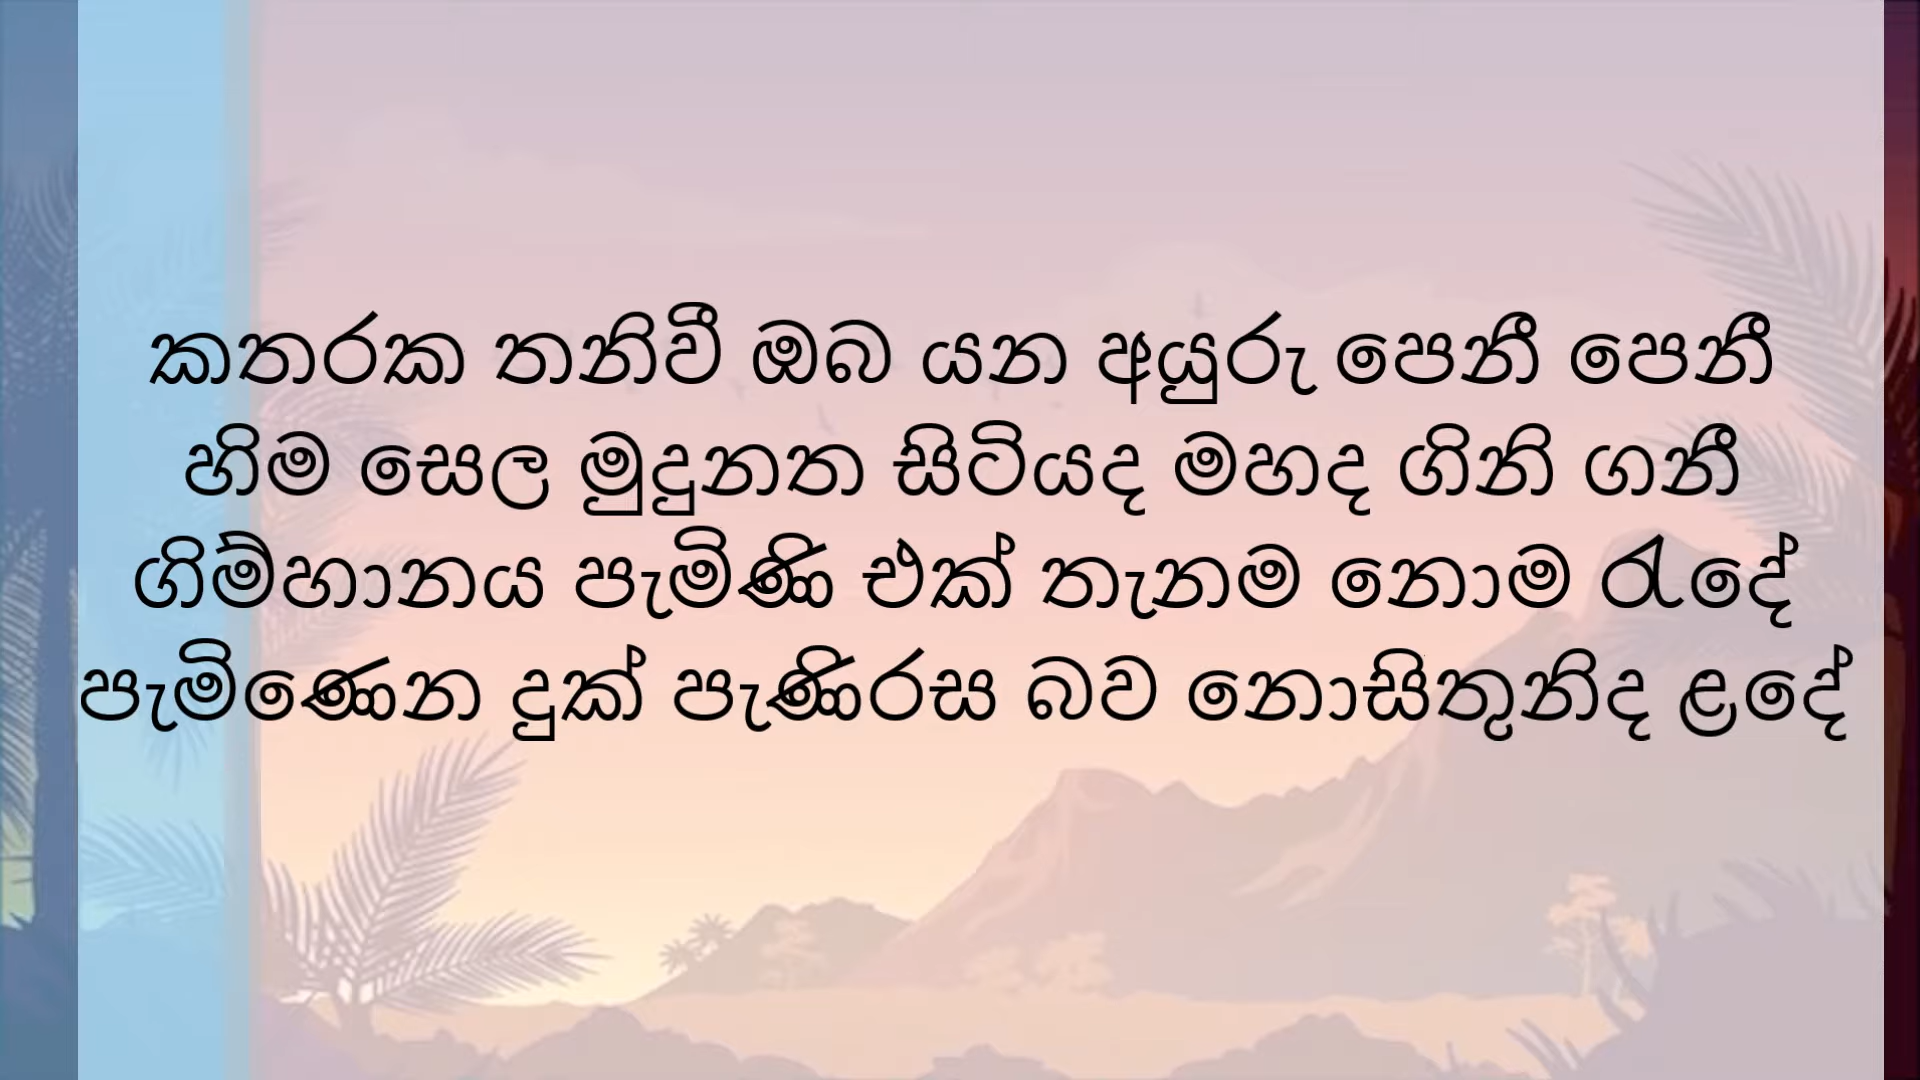 කතරක තනිවී ඔබ යන අයුරු පෙනී පෙනී
හිම සෙල මුදුනත සිටියද මහද ගිනි ගනී
ගිම්හානය පැමිණි එක් තැනම නොම රැදේ
පැමිණෙන දුක් පැණිරස බව නොසිතුනිද ළදේ